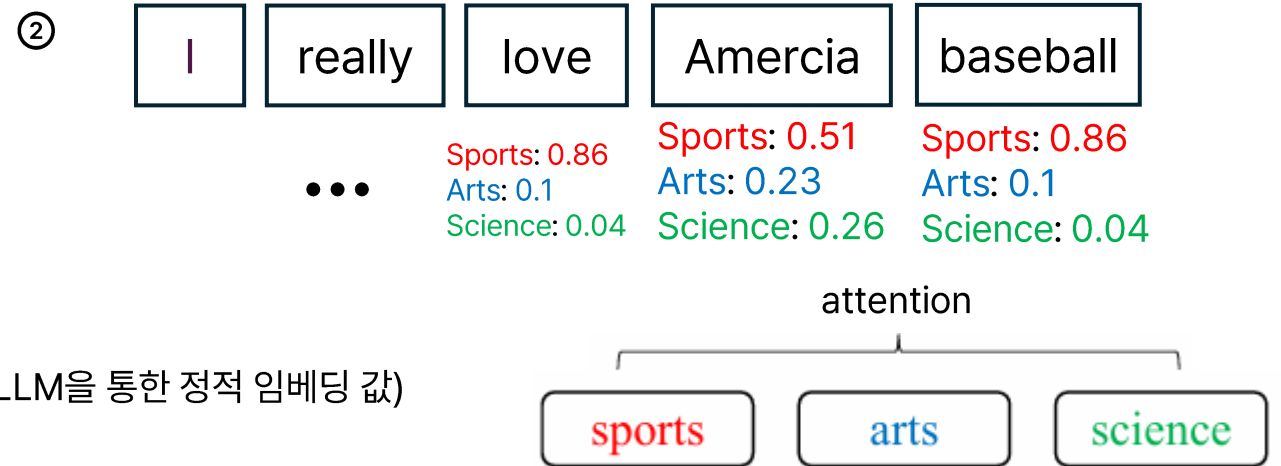 ②
I really love Amercia baseball
Sports: 0.86
Arts: 0.1
Science: 0.04
Sports: 0.51
Arts: 0.23
Science: 0.26
Sports: 0.86
Arts: 0.1
Science: 0.04
•••
attention
LLM을 통한 정적 임베딩 값)
sports arts science